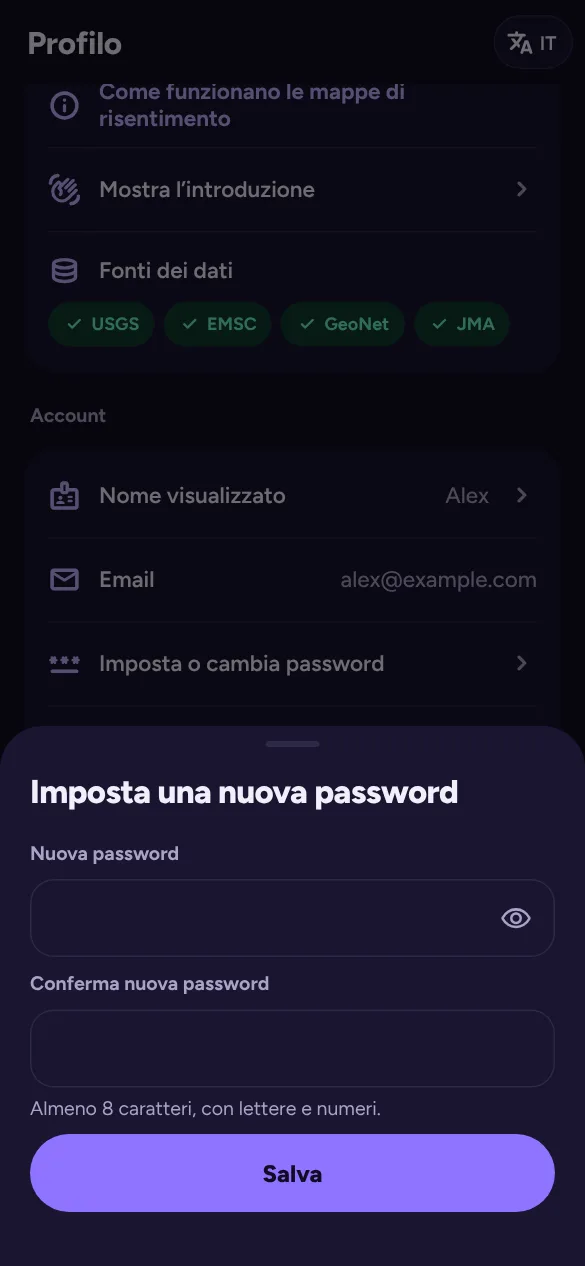 Profilo
IT
Come funzionano le mappe di
risentimento
Mostra l’introduzione
Fonti dei dati
USGS
EMSC
GeoNet
JMA
Account
Nome visualizzato
Alex
Email
alex@example.com
Imposta o cambia password
Imposta una nuova password
Nuova password
Conferma nuova password
Almeno 8 caratteri, con lettere e numeri.
Salva